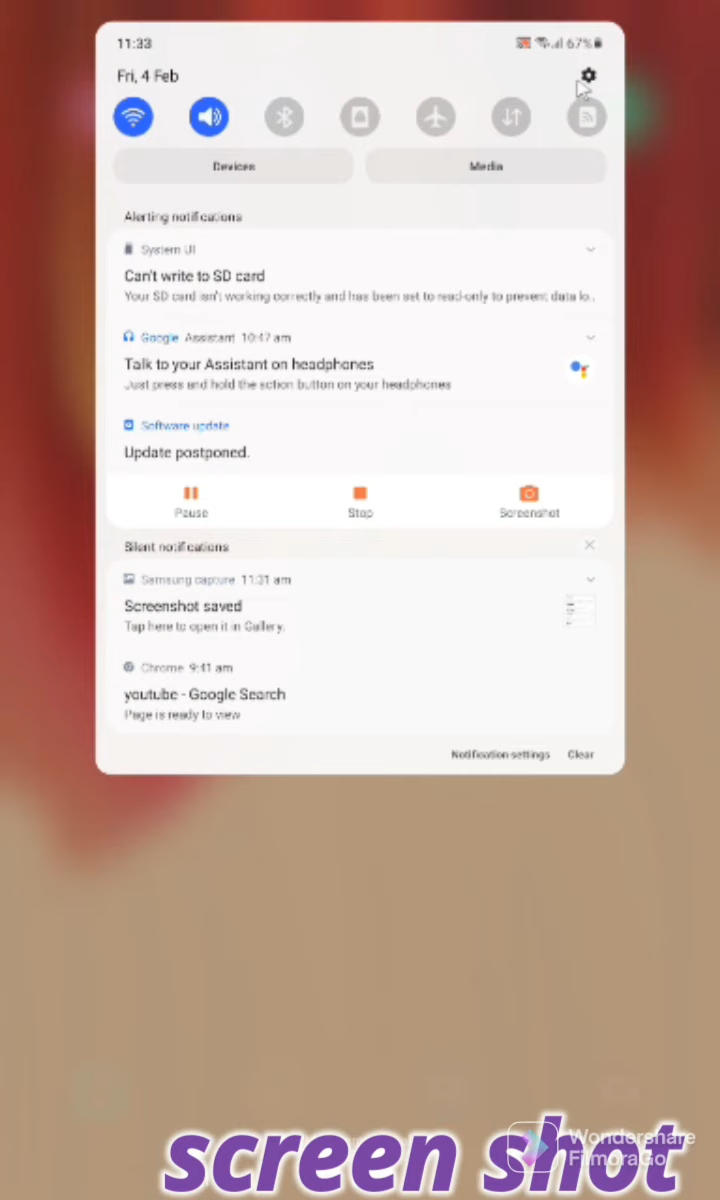 11:33
67%
Fri, 4 Feb
Devices
Media
Alerting notifications
System UI
Can't write to SD card
Your SD card isn't working correctly and has been set to read-only to prevent data lo..
Google Assistant 10:47 am
Talk to your Assistant on headphones
Just press and hold the action button on your headphones
Software update
Update postponed.
Pause
Stop
Screenshot
Silent notifications
Samsung capture 11:31 am
Screenshot saved
Tap here to open it in Gallery.
Chrome 9:41 am
youtube - Google Search
Page is ready to view
Notification settings
Clear
screen shot
Wondershare
FilmoraGo